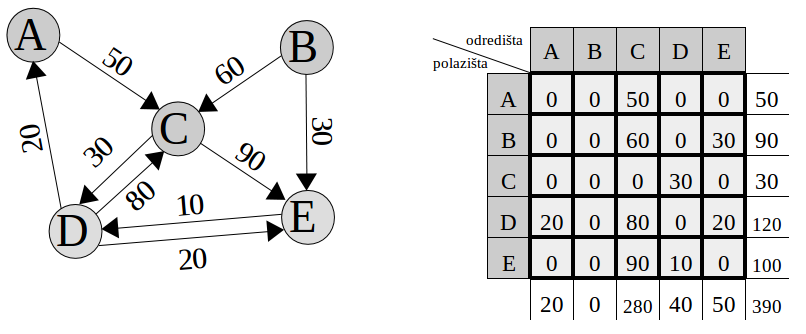 A
B
50
60
C
20
30
90
30
80
D
10
E
20
odredišta
polazišta
A B C D E
A 0 0 50 0 0 50
B 0 0 60 0 30 90
C 0 0 0 30 0 30
D 20 0 80 0 20 120
E 0 0 90 10 0 100
20 0 280 40 50 390